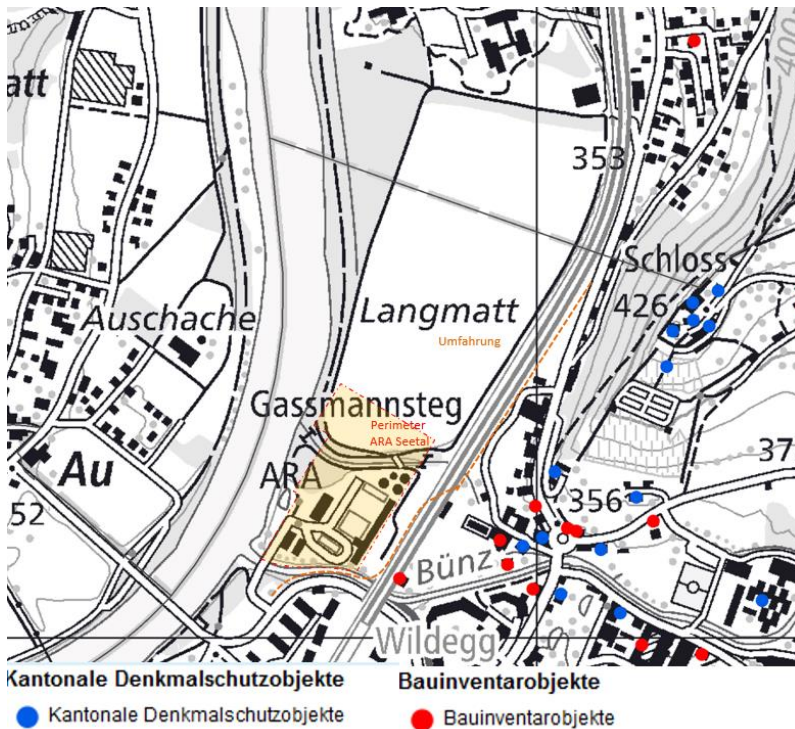 att
400
353
Schloss
426
Auschache
Langmatt
Umfahrung
Gassmannsteg
Perimeter
ARA Seetal
Au
ARA
37
52
356
Bünz
Wildegg
Kantonale Denkmalschutzobjekte
Bauinventarobjekte
Kantonale Denkmalschutzobjekte
Bauinventarobjekte